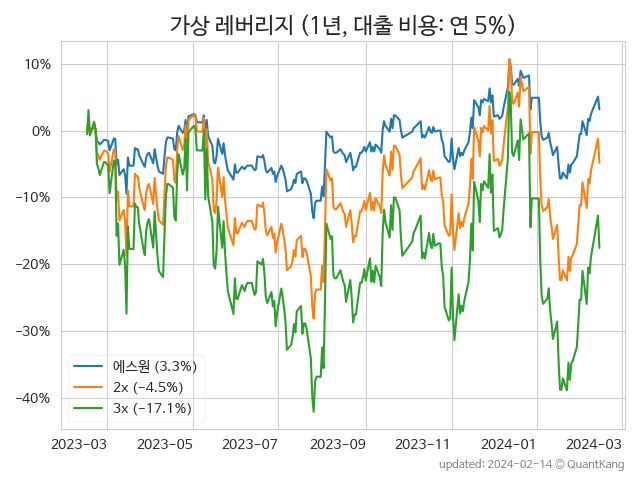 가상 레버리지 (1년, 대출 비용: 연 5%)
10%
0%
−10%
−20%
−30%
−40%
에스원 (3.3%)
2x (−4.5%)
3x (−17.1%)
2023−03 2023−05 2023−07 2023−09 2023−11 2024−01 2024−03
updated: 2024−02−14 © QuantKang